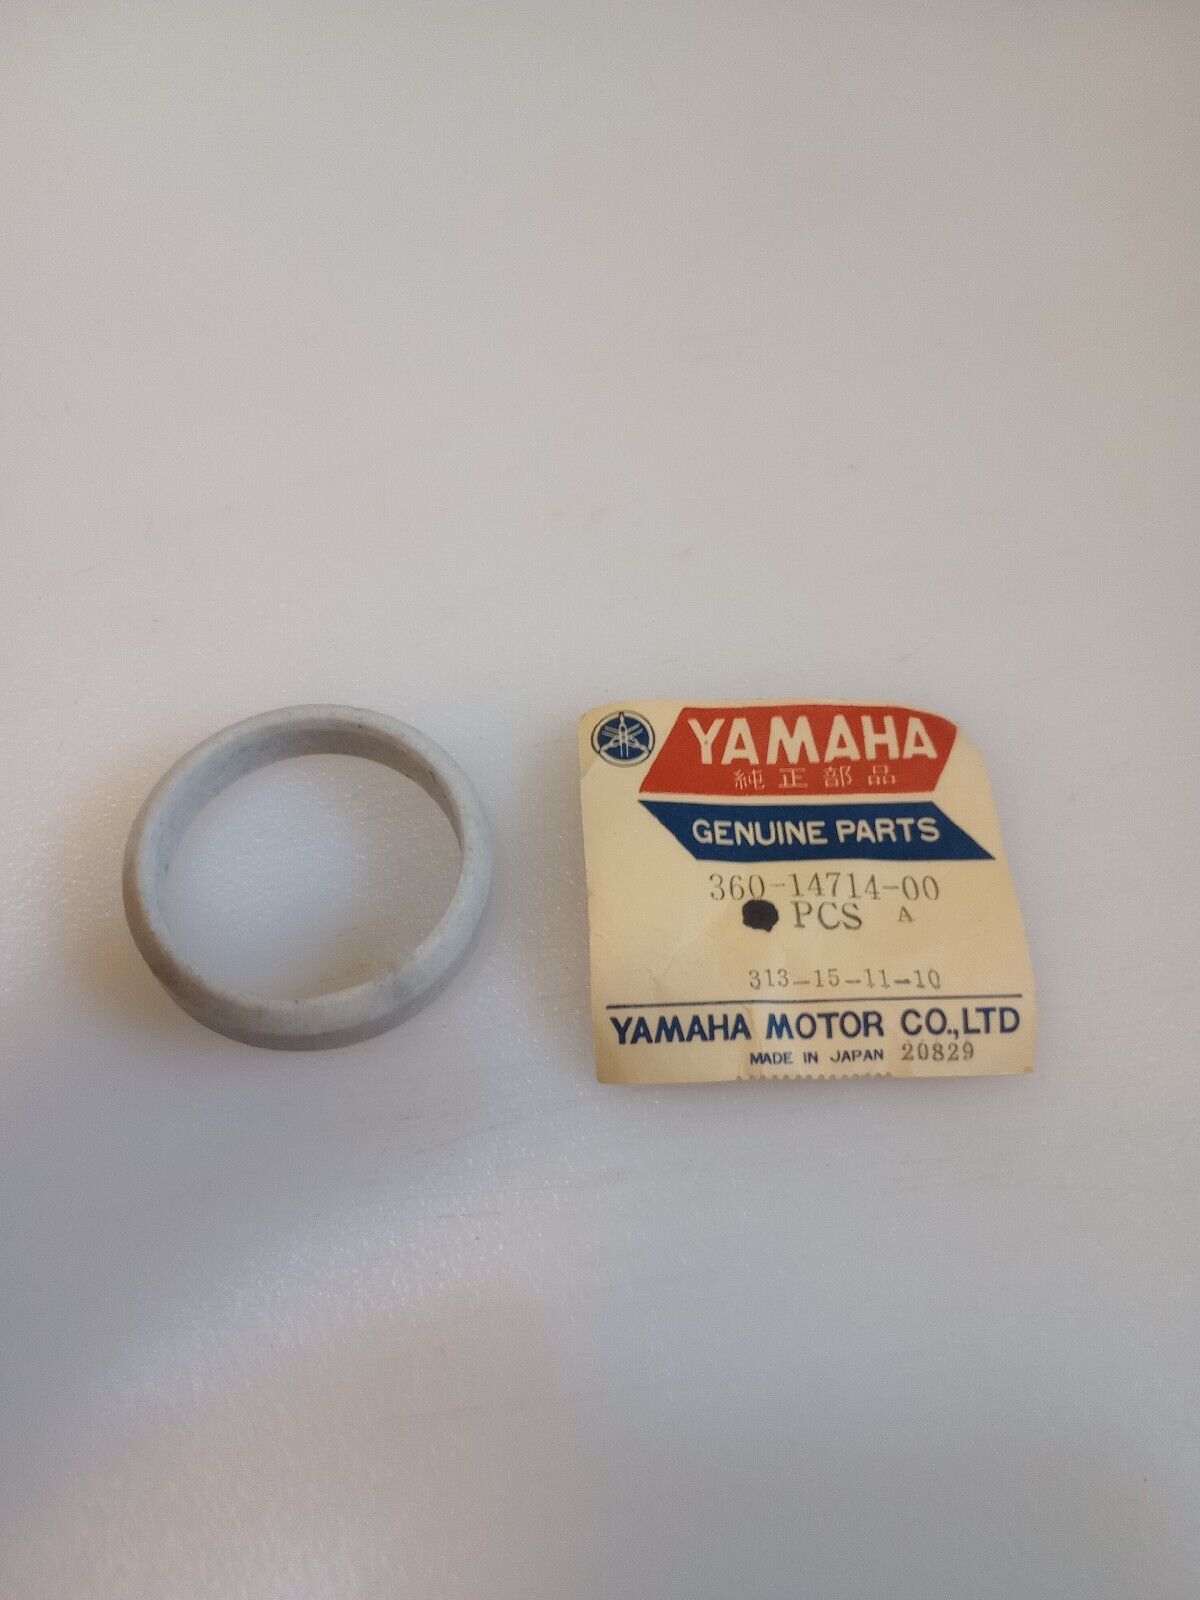 YAMAHA
純正部品
GENUINE PARTS
360-14714-00
PCS A
313-15-11-10
YAMAHA MOTOR CO.,LTD
MADE IN JAPAN 20829